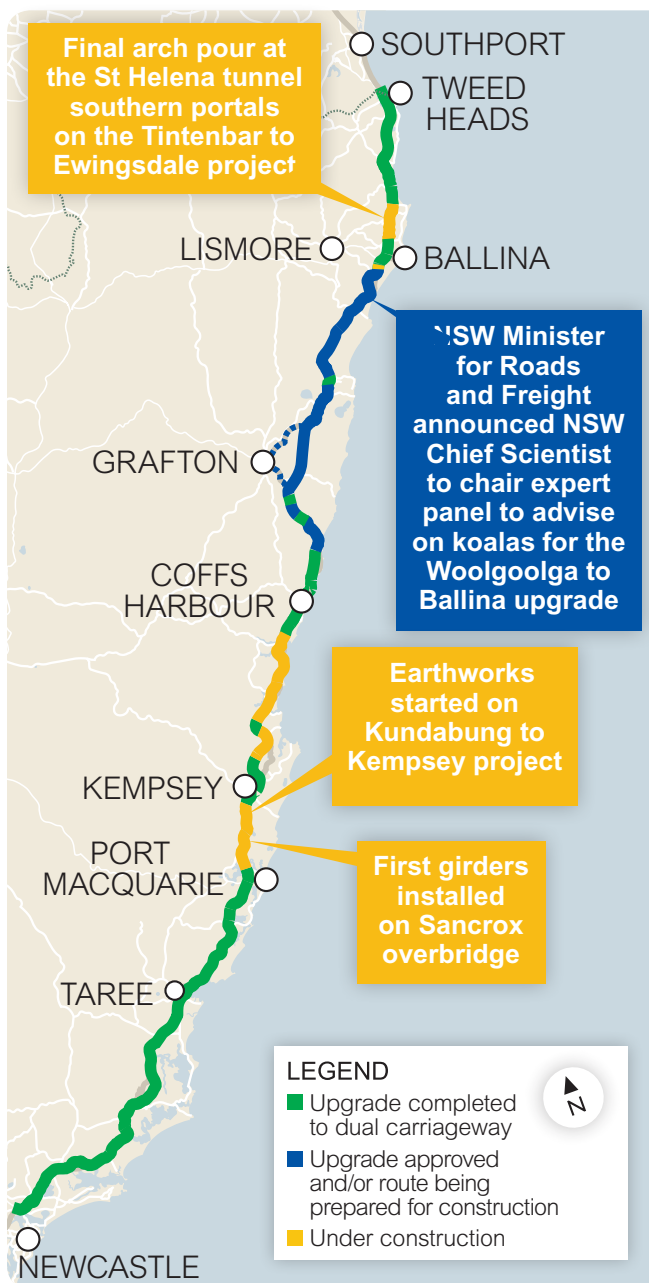 Final arch pour at
the St Helena tunnel
southern portals
on the Tintenbar to
Ewingsdale project
SOUTHPORT
TWEED
HEADS
LISMORE
BALLINA
NSW Minister
for Roads
and Freight
announced NSW
Chief Scientist
to chair expert
panel to advise
on koalas for the
Woolgoolga to
Ballina upgrade
GRAFTON
COFFS
HARBOUR
Earthworks
started on
Kundabung to
Kempsey project
KEMPSEY
PORT
MACQUARIE
First girders
installed
on Sancrox
overbridge
TAREE
LEGEND
N
Upgrade completed
to dual carriageway
Upgrade approved
and/or route being
prepared for construction
Under construction
NEWCASTLE